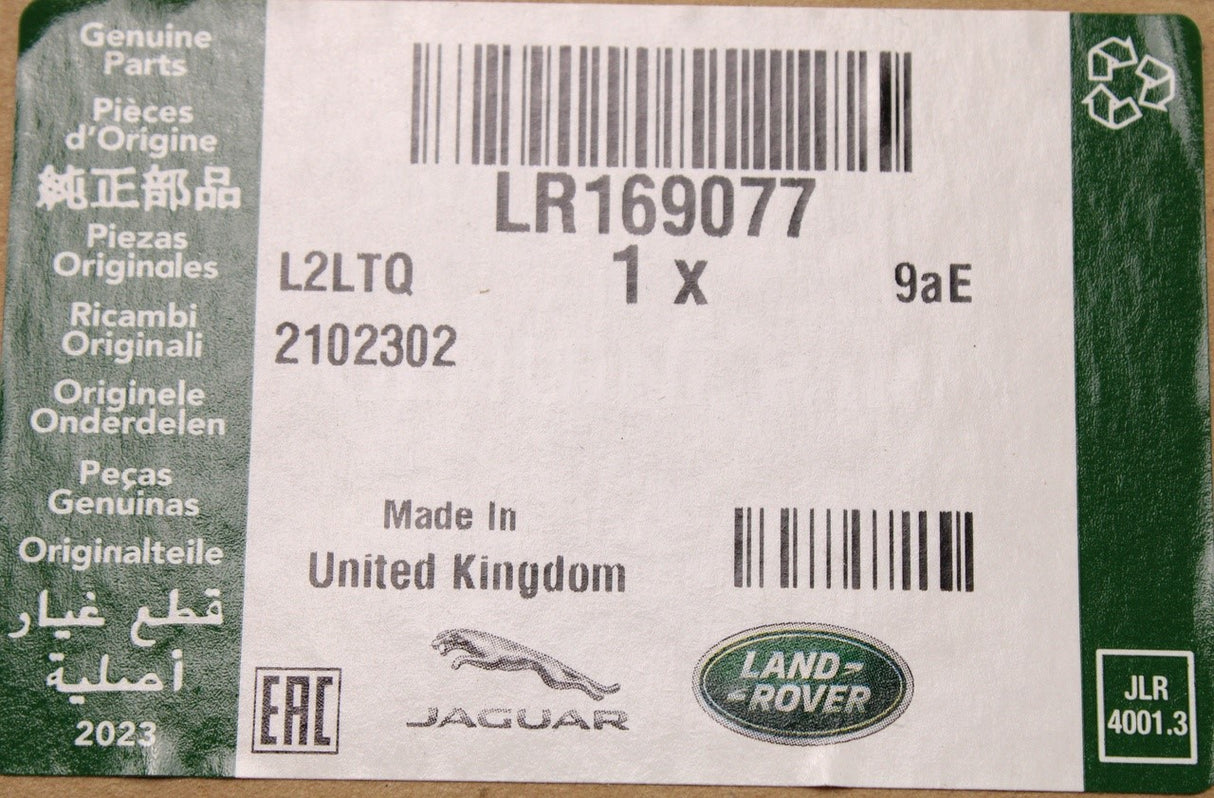 Genuine
Parts
Pièces
d'Origine
純正部品
Piezas
Originales
Ricambi
Originali
Originele
Onderdelen
Peças
Genuinas
Originalteile
قطع غيار
أصلية
2023
LR169077
L2LTQ 1 x 9aE
2102302
Made In
United Kingdom
EAC
JAGUAR
LAND-
-ROVER
JLR
4001.3